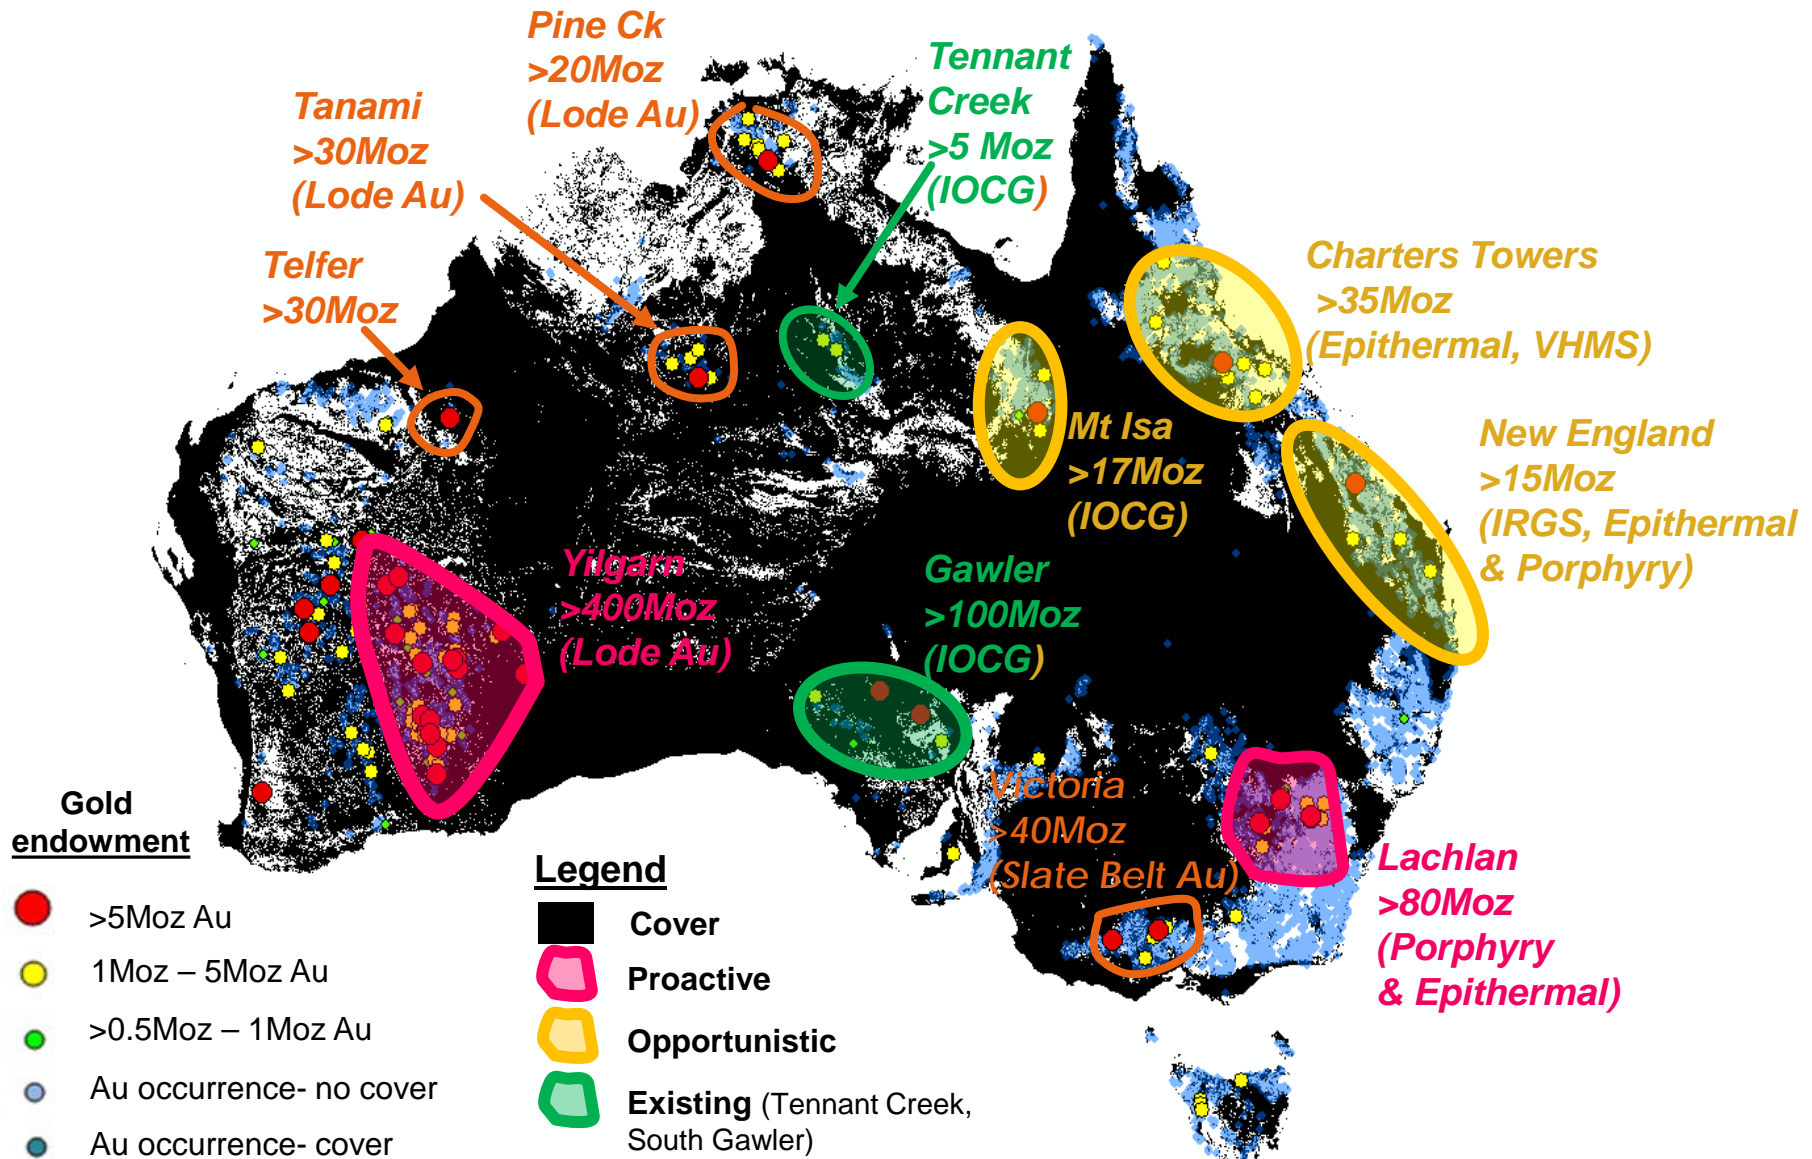 Pine Ck
>20Moz
(Lode Au)
Tennant
Creek
>5 Moz
(IOCG)
Tanami
>30Moz
(Lode Au)
Telfer
>30Moz
Charters Towers
>35Moz
(Epithermal, VHMS)
Mt Isa
>17Moz
(IOCG)
New England
>15Moz
(IRGS, Epithermal
& Porphyry)
Yilgarn
>400Moz
(Lode Au)
Gawler
>100Moz
(IOCG)
Victoria
>40Moz
(Slate Belt Au)
Lachlan
>80Moz
(Porphyry
& Epithermal)
Gold
endowment
>5Moz Au
1Moz – 5Moz Au
>0.5Moz – 1Moz Au
Au occurrence- no cover
Au occurrence- cover
Legend
Cover
Proactive
Opportunistic
Existing (Tennant Creek,
South Gawler)